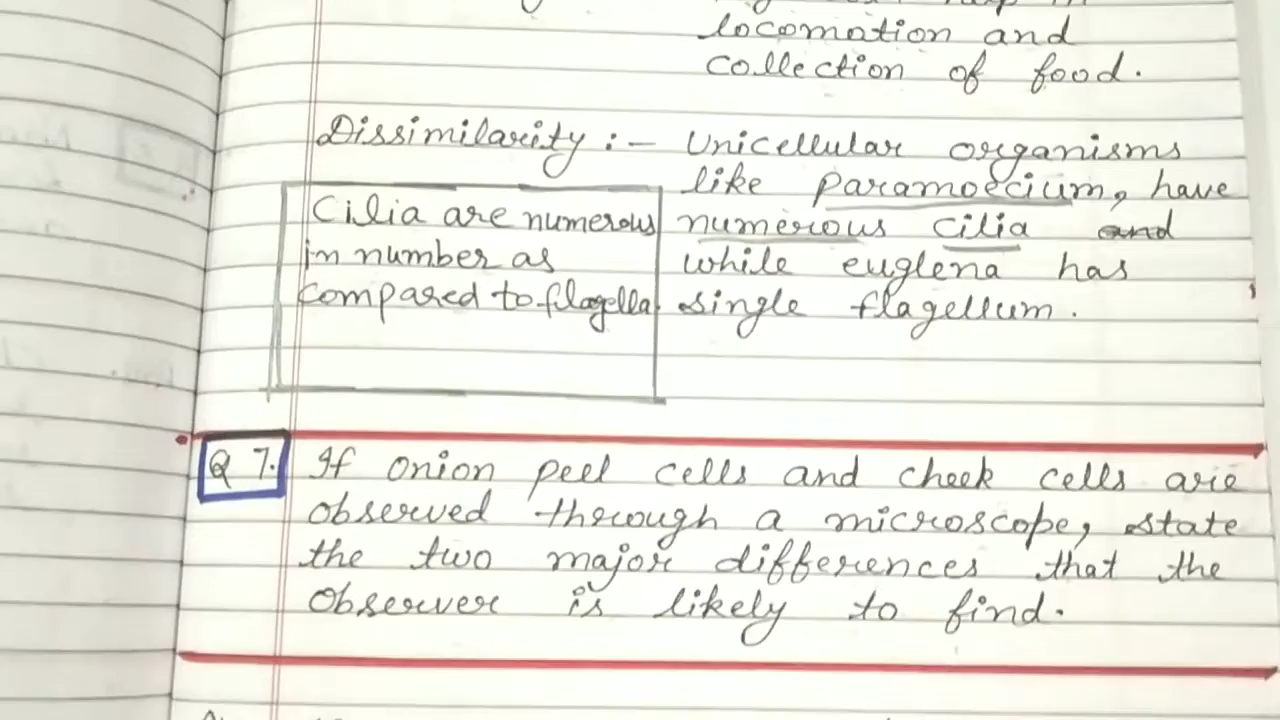 locomotion and
collection of food.
Dissimilarity :- Unicellular organisms
like paramoecium, have
numerous cilia and
while euglena has
single flagellum.
Cilia are numerous
in number as
compared to flagella.
Q 7. If onion peel cells and cheek cells are
observed through a microscope, state
the two major differences that the
observer is likely to find.